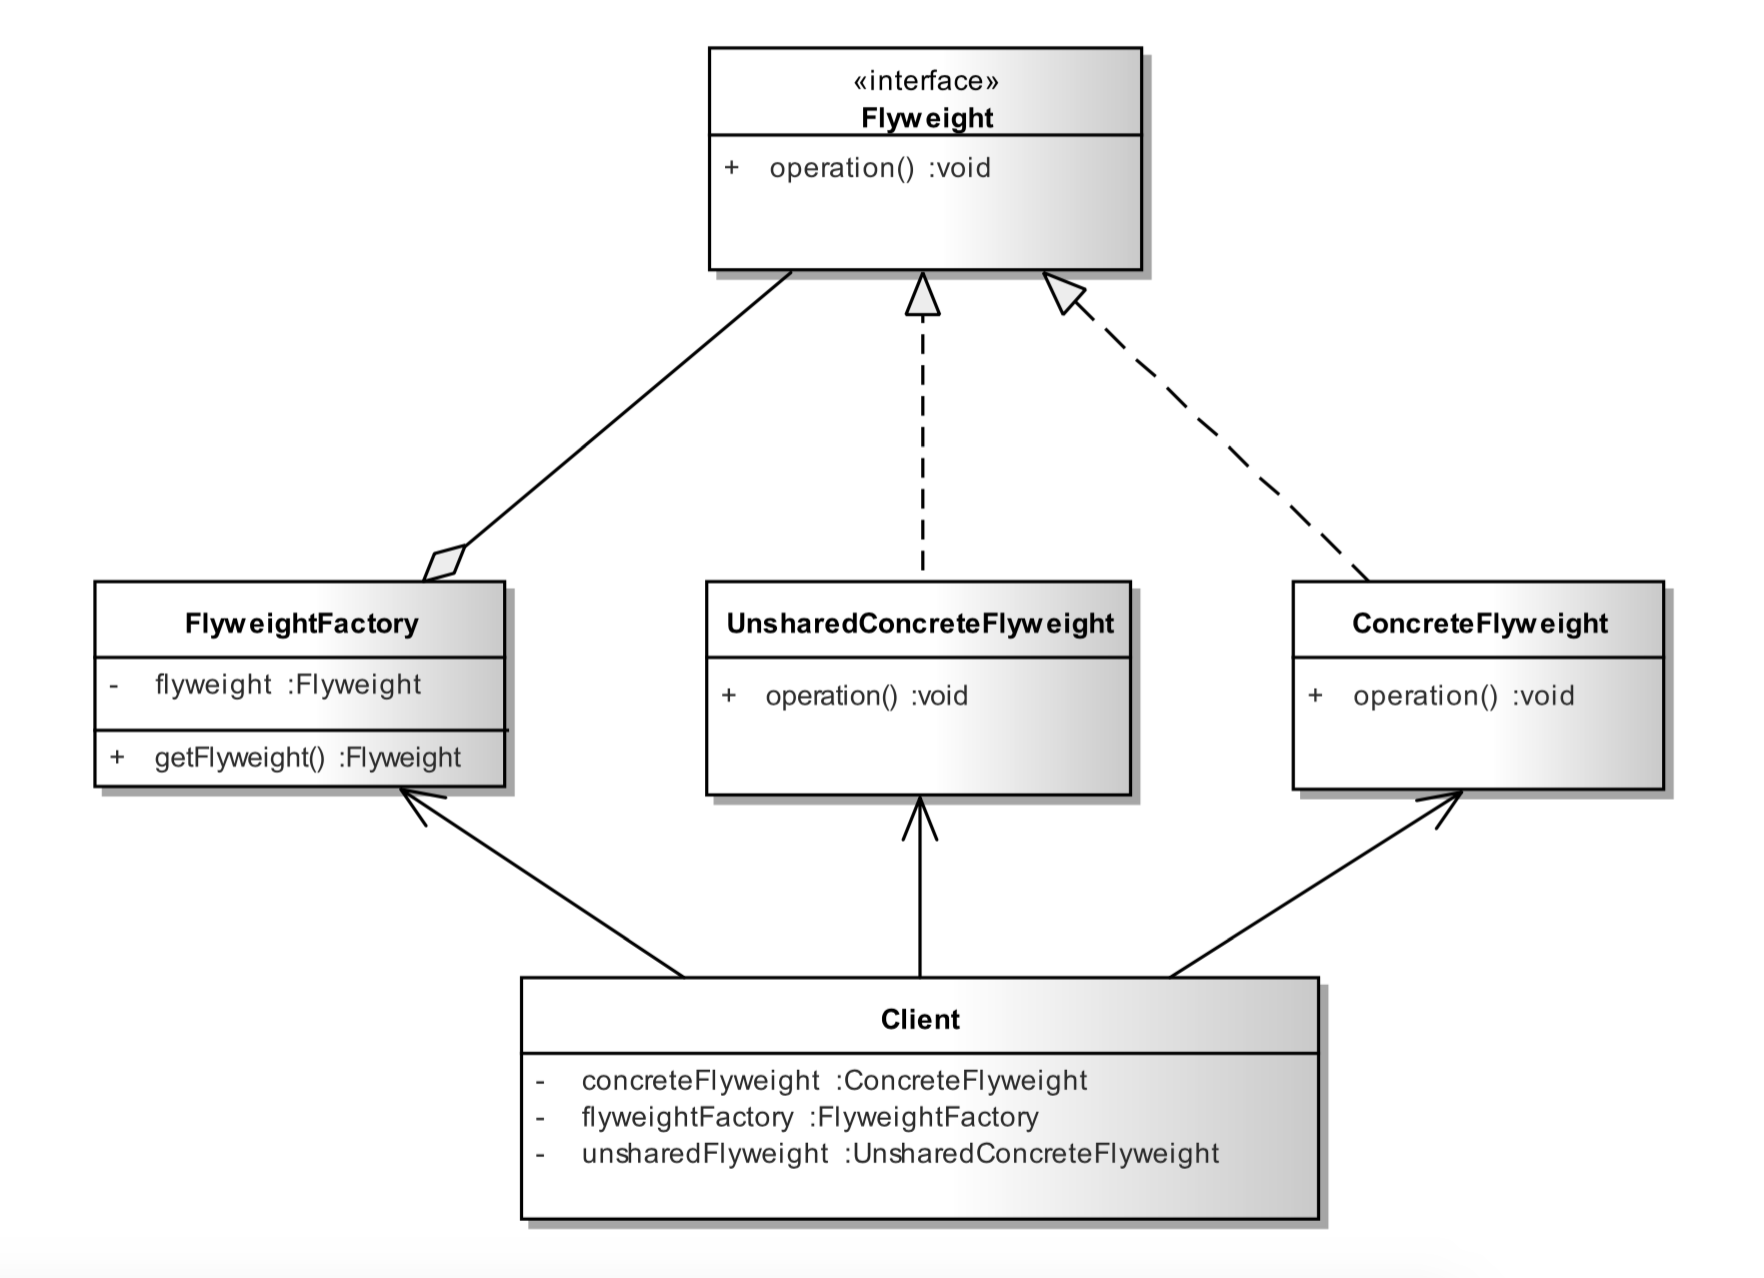 «interface»
Flyweight
+ operation() :void
FlyweightFactory
- flyweight :Flyweight
+ getFlyweight() :Flyweight
UnsharedConcreteFlyweight
+ operation() :void
ConcreteFlyweight
+ operation() :void
Client
- concreteFlyweight :ConcreteFlyweight
- flyweightFactory :FlyweightFactory
- unsharedFlyweight :UnsharedConcreteFlyweight